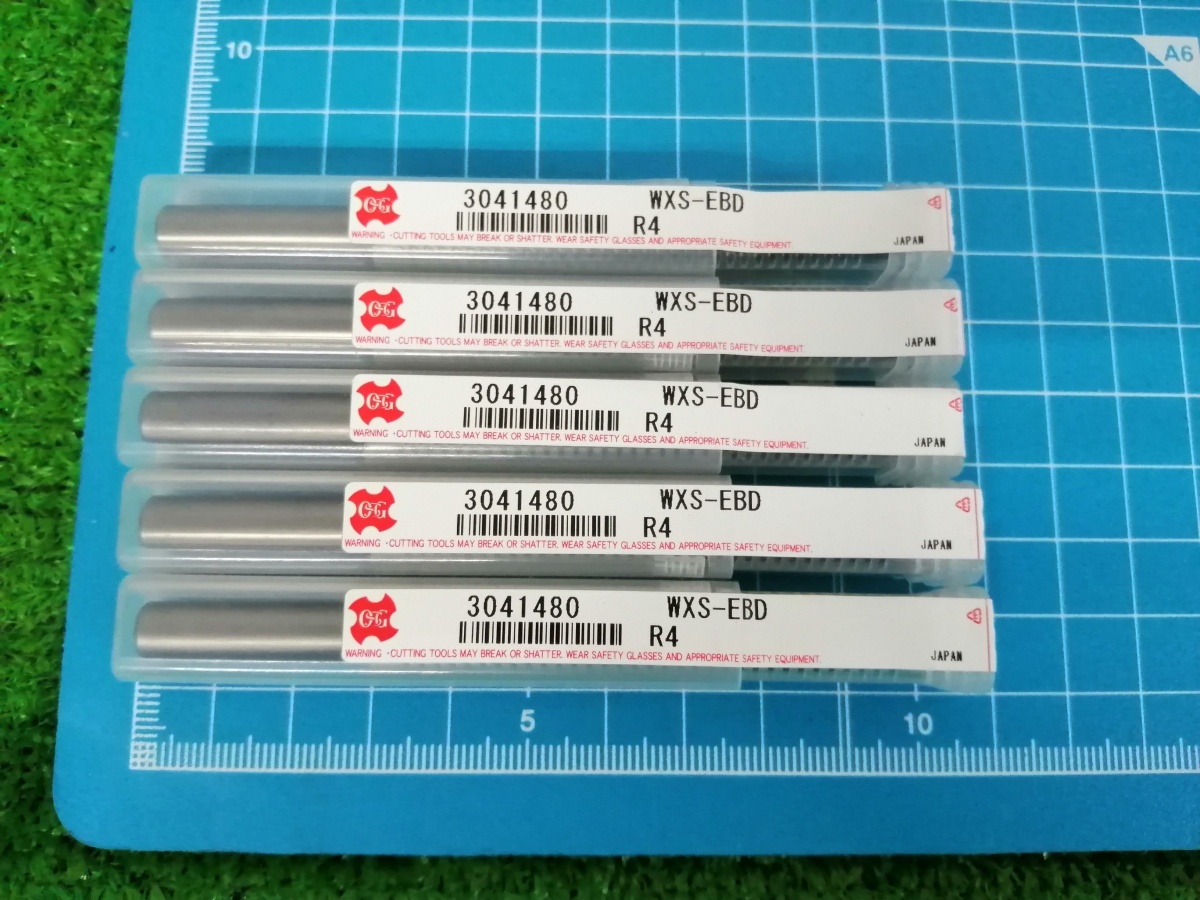 10
A6
OSG
3041480 WXS-EBD
R4
WARNING ・CUTTING TOOLS MAY BREAK OR SHATTER. WEAR SAFETY GLASSES AND APPROPRIATE SAFETY EQUIPMENT.
JAPAN
OSG
3041480 WXS-EBD
R4
WARNING ・CUTTING TOOLS MAY BREAK OR SHATTER. WEAR SAFETY GLASSES AND APPROPRIATE SAFETY EQUIPMENT.
JAPAN
OSG
3041480 WXS-EBD
R4
WARNING ・CUTTING TOOLS MAY BREAK OR SHATTER. WEAR SAFETY GLASSES AND APPROPRIATE SAFETY EQUIPMENT.
JAPAN
OSG
3041480 WXS-EBD
R4
WARNING ・CUTTING TOOLS MAY BREAK OR SHATTER. WEAR SAFETY GLASSES AND APPROPRIATE SAFETY EQUIPMENT.
JAPAN
OSG
3041480 WXS-EBD
R4
WARNING ・CUTTING TOOLS MAY BREAK OR SHATTER. WEAR SAFETY GLASSES AND APPROPRIATE SAFETY EQUIPMENT.
JAPAN
5 10